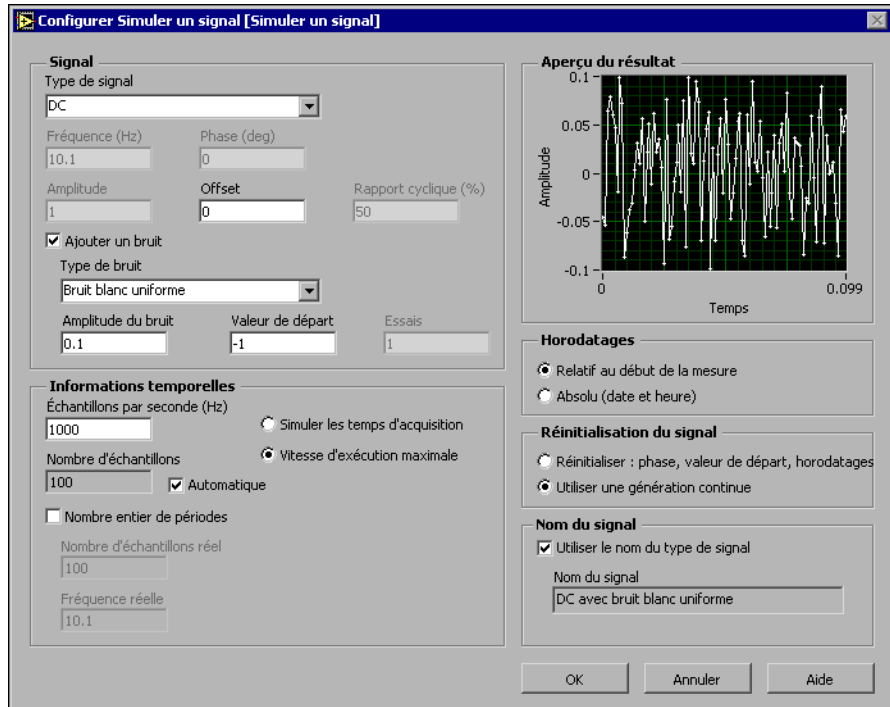 Configurer Simuler un signal [Simuler un signal]
Signal
Type de signal
DC
Fréquence (Hz) Phase (deg)
10.1 0
Amplitude Offset Rapport cyclique (%)
1 0 50
Ajouter un bruit
Type de bruit
Bruit blanc uniforme
Amplitude du bruit Valeur de départ Essais
0.1 -1 1
Informations temporelles
Échantillons par seconde (Hz)
1000
Simuler les temps d'acquisition
Vitesse d'exécution maximale
Nombre d'échantillons
100
Automatique
Nombre entier de périodes
Nombre d'échantillons réel
100
Fréquence réelle
10.1
Aperçu du résultat
Amplitude
0.1
0.05
0
-0.05
-0.1
0 0.099
Temps
Horodatages
Relatif au début de la mesure
Absolu (date et heure)
Réinitialisation du signal
Réinitialiser : phase, valeur de départ, horodatages
Utiliser une génération continue
Nom du signal
Utiliser le nom du type de signal
Nom du signal
DC avec bruit blanc uniforme
OK Annuler Aide